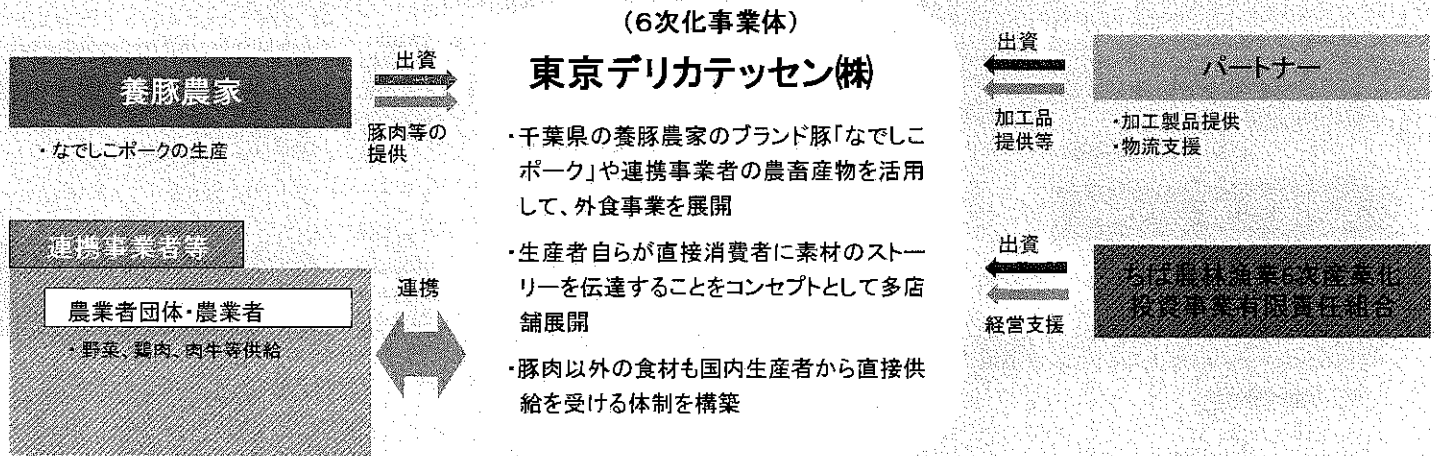 (6次化事業体)
東京デリカテッセン㈱
・千葉県の養豚農家のブランド豚「なでしこ
ポーク」や連携事業者の農畜産物を活用
して、外食事業を展開
・生産者自らが直接消費者に素材のストー
リーを伝達することをコンセプトとして多店
舗展開
・豚肉以外の食材も国内生産者から直接供
給を受ける体制を構築
養豚農家
・なでしこポークの生産
出資
豚肉等の
提供
連携事業者等
農業者団体・農業者
・野菜、鶏肉、肉牛等供給
連携
出資
加工品
提供等
パートナー
・加工製品提供
・物流支援
出資
経営支援
ちば農林漁業6次産業化
投資事業有限責任組合